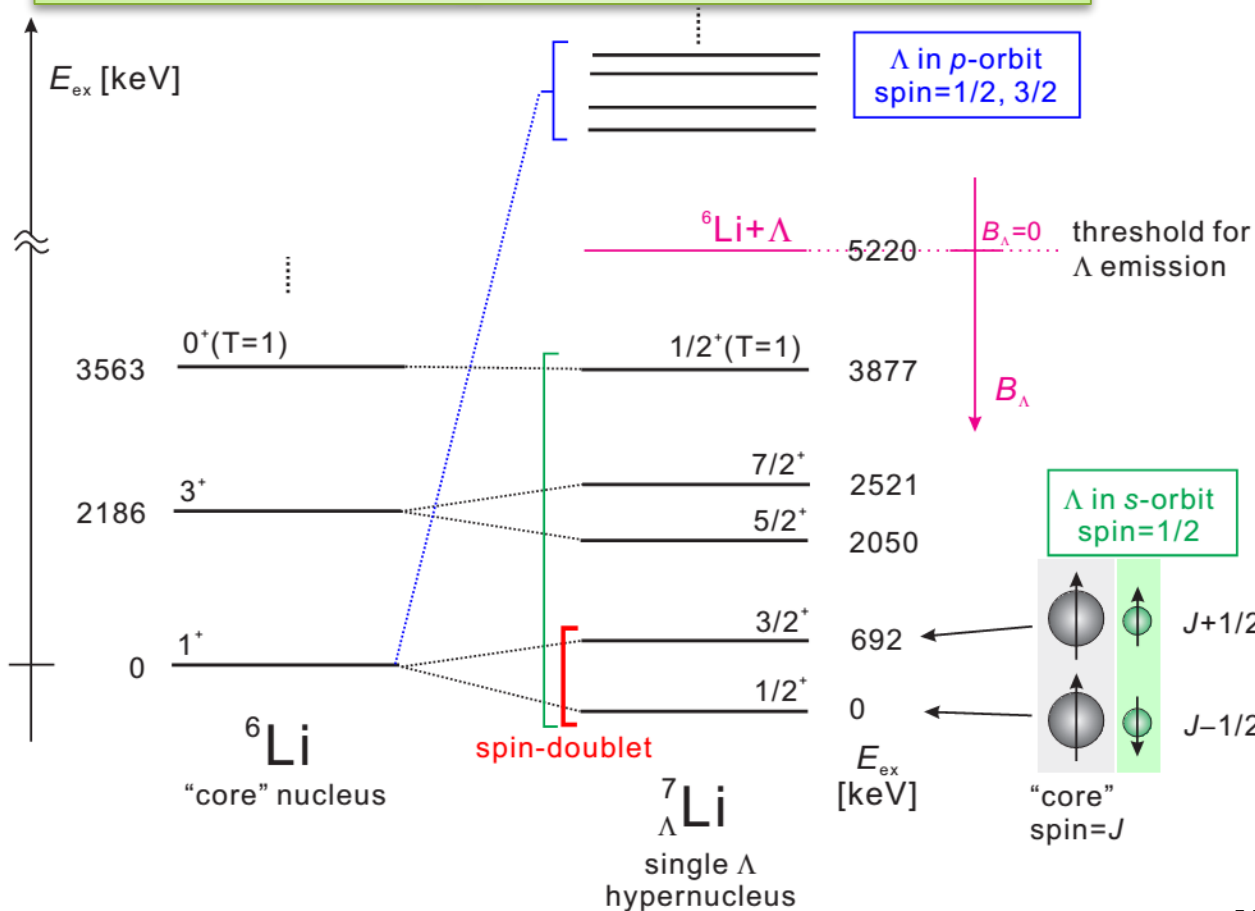 E_ex [keV]
Λ in p-orbit
spin=1/2, 3/2
⁶Li+Λ
5220
B_Λ=0
threshold for
Λ emission
0⁺(T=1)
3563
1/2⁺(T=1)
3877
B_Λ
3⁺
2186
7/2⁺
2521
5/2⁺
2050
Λ in s-orbit
spin=1/2
1⁺
0
3/2⁺
692
J+1/2
1/2⁺
0
J−1/2
spin-doublet
⁶Li
"core" nucleus
E_ex
[keV]
"core"
spin=J
⁷_ΛLi
single Λ
hypernucleus